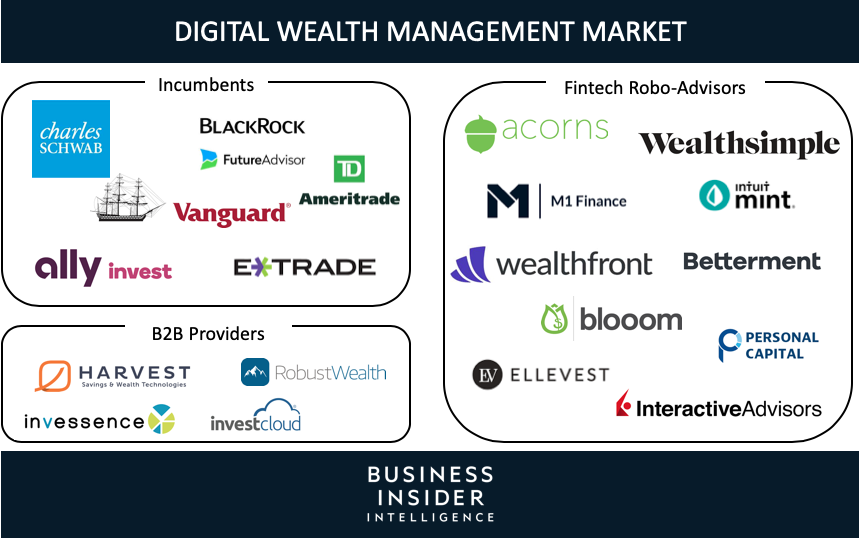 DIGITAL WEALTH MANAGEMENT MARKET
Incumbents
charles
SCHWAB
BLACKROCK
FutureAdvisor
TD
Ameritrade
Vanguard®
ally invest
E*TRADE
B2B Providers
HARVEST
Savings & Wealth Technologies
RobustWealth
invessence
investcloud
Fintech Robo-Advisors
acorns
Wealthsimple
M1 Finance
intuit
mint.
wealthfront
Betterment
blooom
PERSONAL
CAPITAL
EV ELLEVEST
InteractiveAdvisors
BUSINESS
INSIDER
INTELLIGENCE